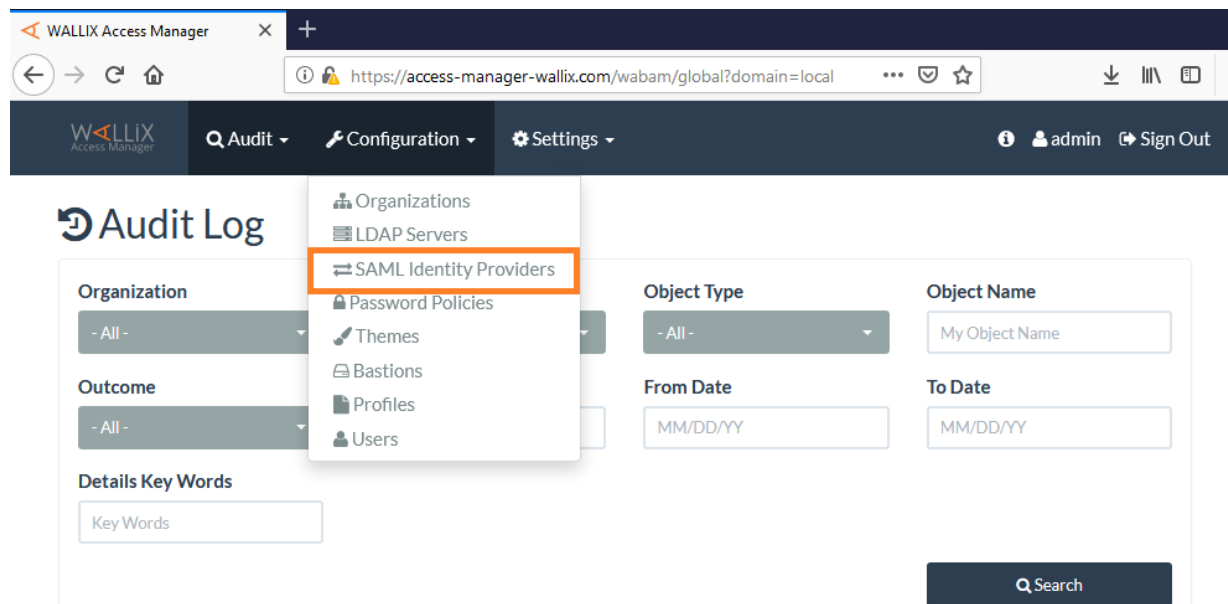 WALLIX Access Manager
https://access-manager-wallix.com/wabam/global?domain=local
WALLIX
Access Manager
Audit
Configuration
Settings
admin
Sign Out
Organizations
LDAP Servers
SAML Identity Providers
Password Policies
Themes
Bastions
Profiles
Users
Audit Log
Organization
Object Type
Object Name
- All -
- All -
My Object Name
Outcome
From Date
To Date
- All -
MM/DD/YY
MM/DD/YY
Details Key Words
Key Words
Search